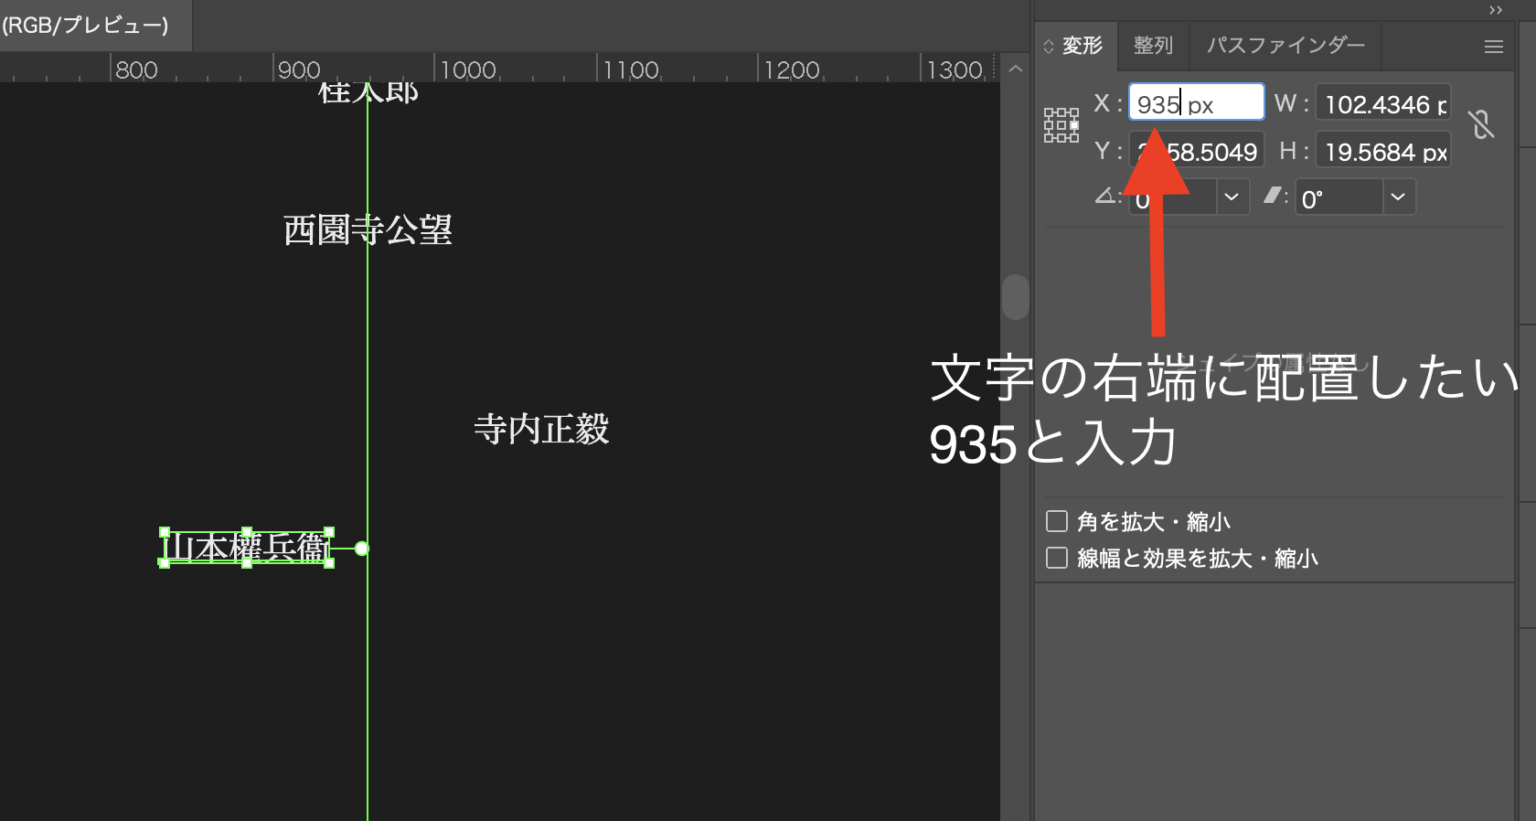 (RGB/プレビュー)
800 900 1000 1100 1200 1300
変形 整列 パスファインダー
X : 935 px W : 102.4346 p
Y : 58.5049 H : 19.5684 px
0° : 0°
桂太郎
西園寺公望
寺内正毅
山本權兵衞
文字の右端に配置したい
935と入力
角を拡大・縮小
線幅と効果を拡大・縮小